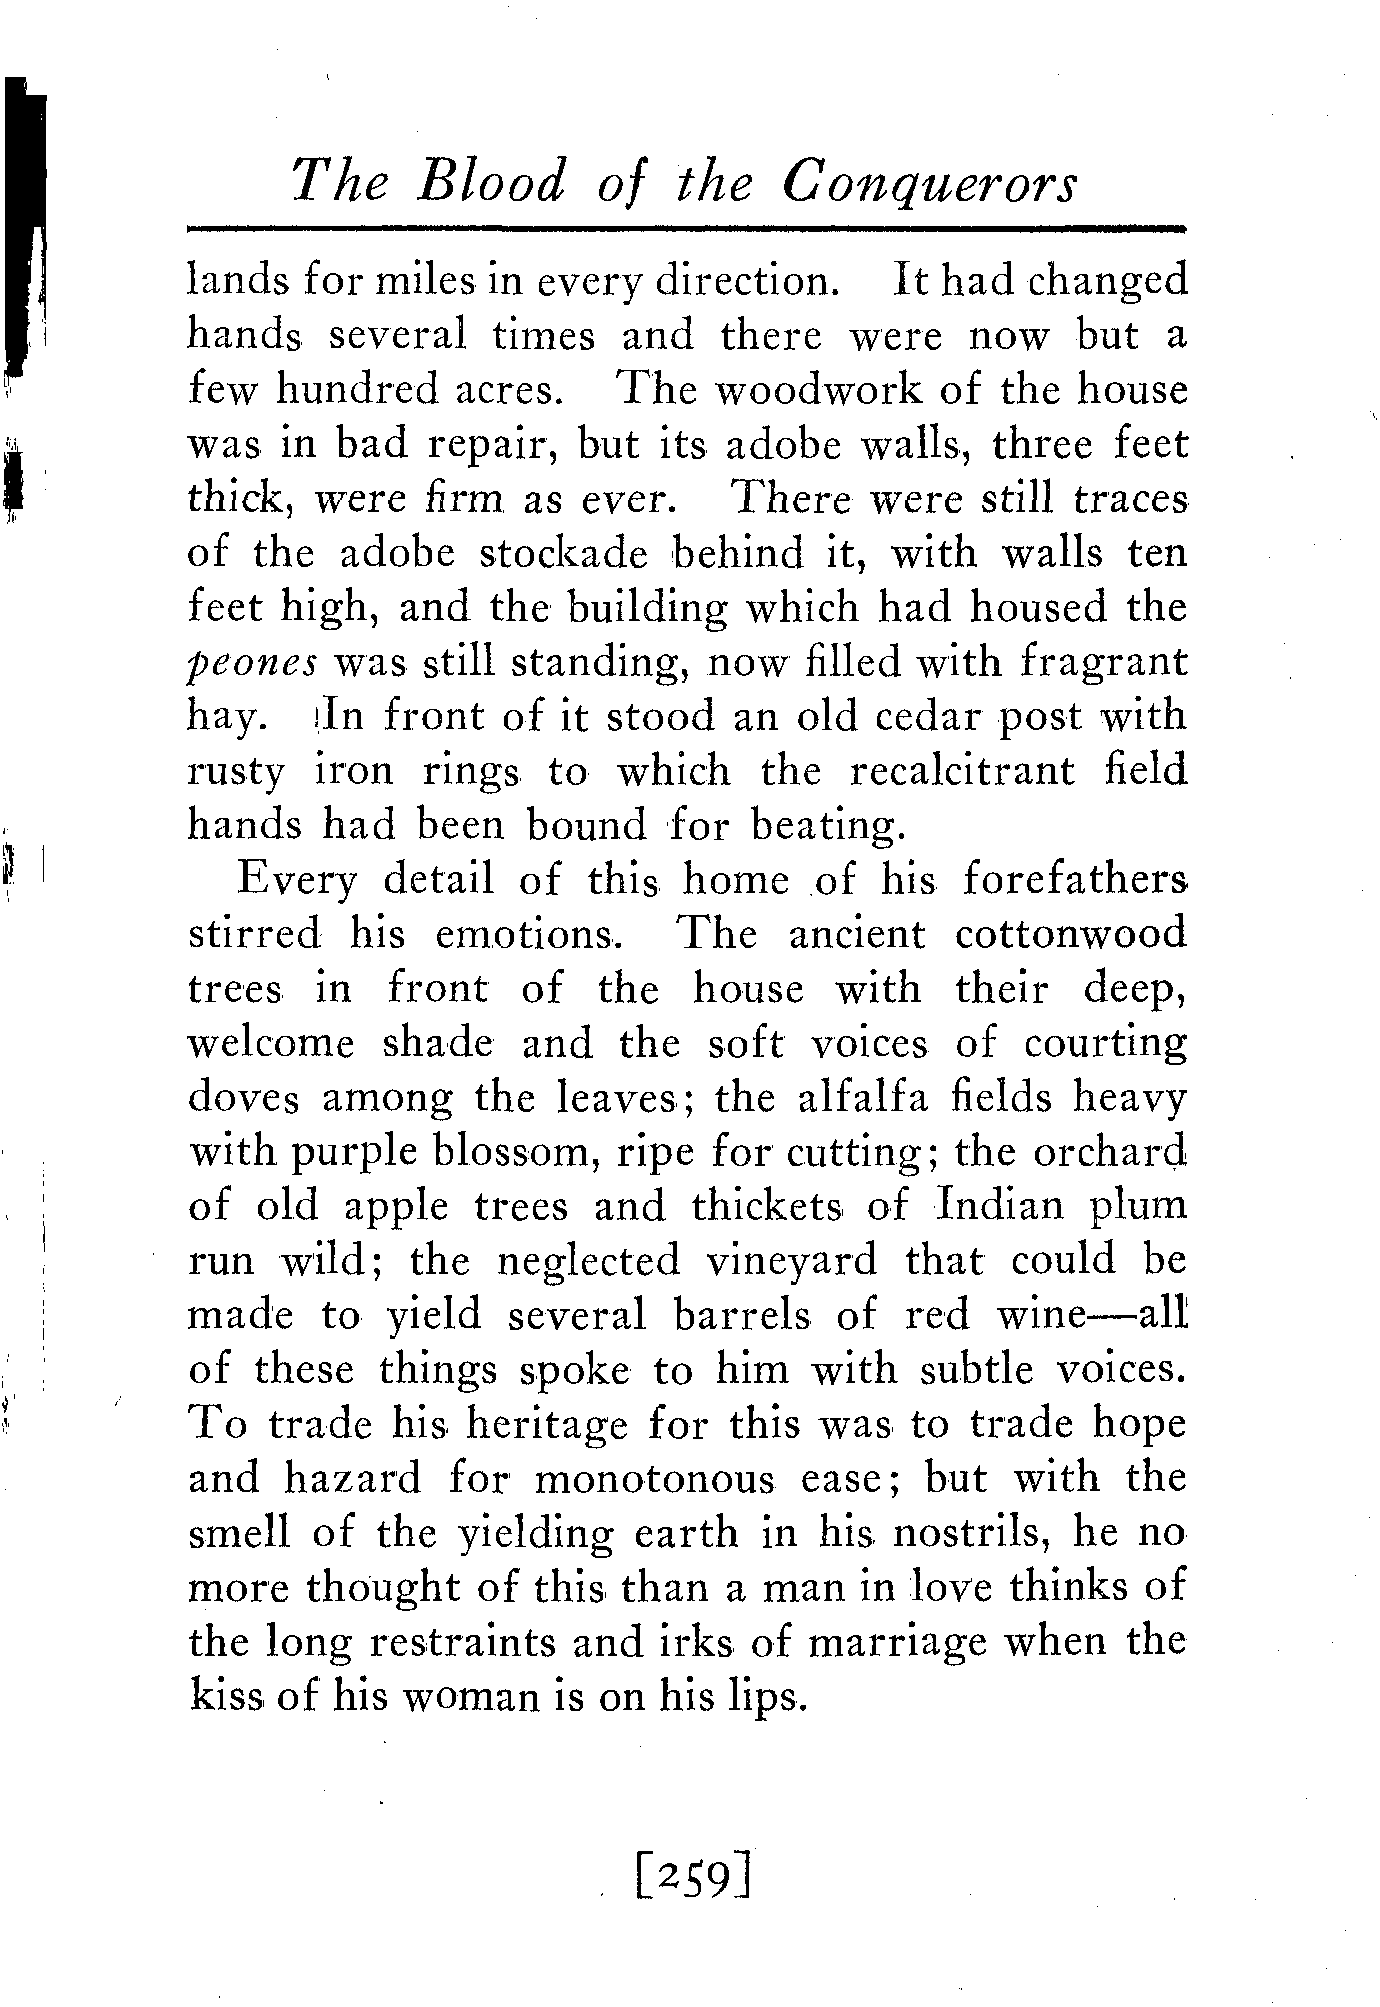 The Blood of the Conquerors
lands for miles in every direction. It had changed
hands several times and there were now but a
few hundred acres. The woodwork of the house
was in bad repair, but its adobe walls, three feet
thick, were firm as ever. There were still traces
of the adobe stockade behind it, with walls ten
feet high, and the building which had housed the
peones was still standing, now filled with fragrant
hay. In front of it stood an old cedar post with
rusty iron rings to which the recalcitrant field
hands had been bound for beating.
Every detail of this home of his forefathers
stirred his emotions. The ancient cottonwood
trees in front of the house with their deep,
welcome shade and the soft voices of courting
doves among the leaves; the alfalfa fields heavy
with purple blossom, ripe for cutting; the orchard
of old apple trees and thickets of Indian plum
run wild; the neglected vineyard that could be
made to yield several barrels of red wine—all
of these things spoke to him with subtle voices.
To trade his heritage for this was to trade hope
and hazard for monotonous ease; but with the
smell of the yielding earth in his nostrils, he no
more thought of this than a man in love thinks of
the long restraints and irks of marriage when the
kiss of his woman is on his lips.
[259]